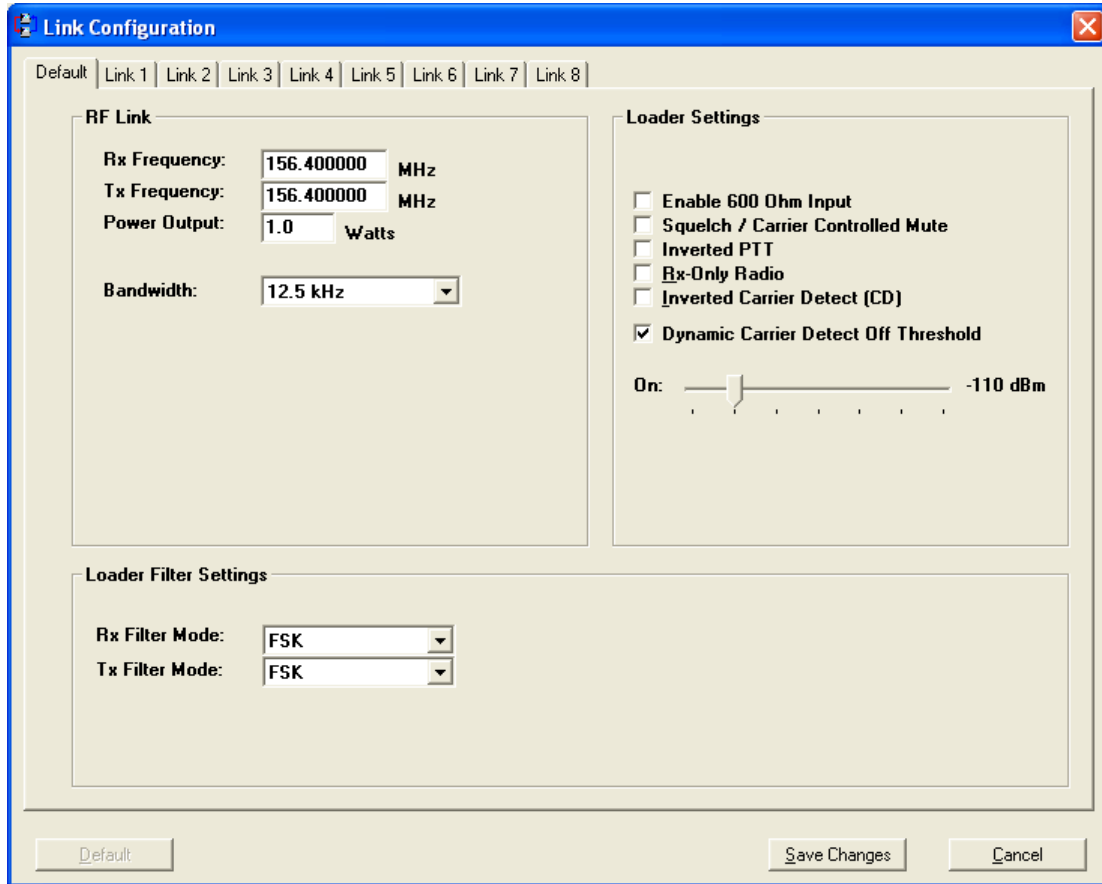 Link Configuration
Default Link 1 Link 2 Link 3 Link 4 Link 5 Link 6 Link 7 Link 8
RF Link
Rx Frequency: 156.400000 MHz
Tx Frequency: 156.400000 MHz
Power Output: 1.0 Watts
Bandwidth: 12.5 kHz
Loader Settings
Enable 600 Ohm Input
Squelch / Carrier Controlled Mute
Inverted PTT
Rx-Only Radio
Inverted Carrier Detect (CD)
Dynamic Carrier Detect Off Threshold
On: -110 dBm
Loader Filter Settings
Rx Filter Mode: FSK
Tx Filter Mode: FSK
Default Save Changes Cancel